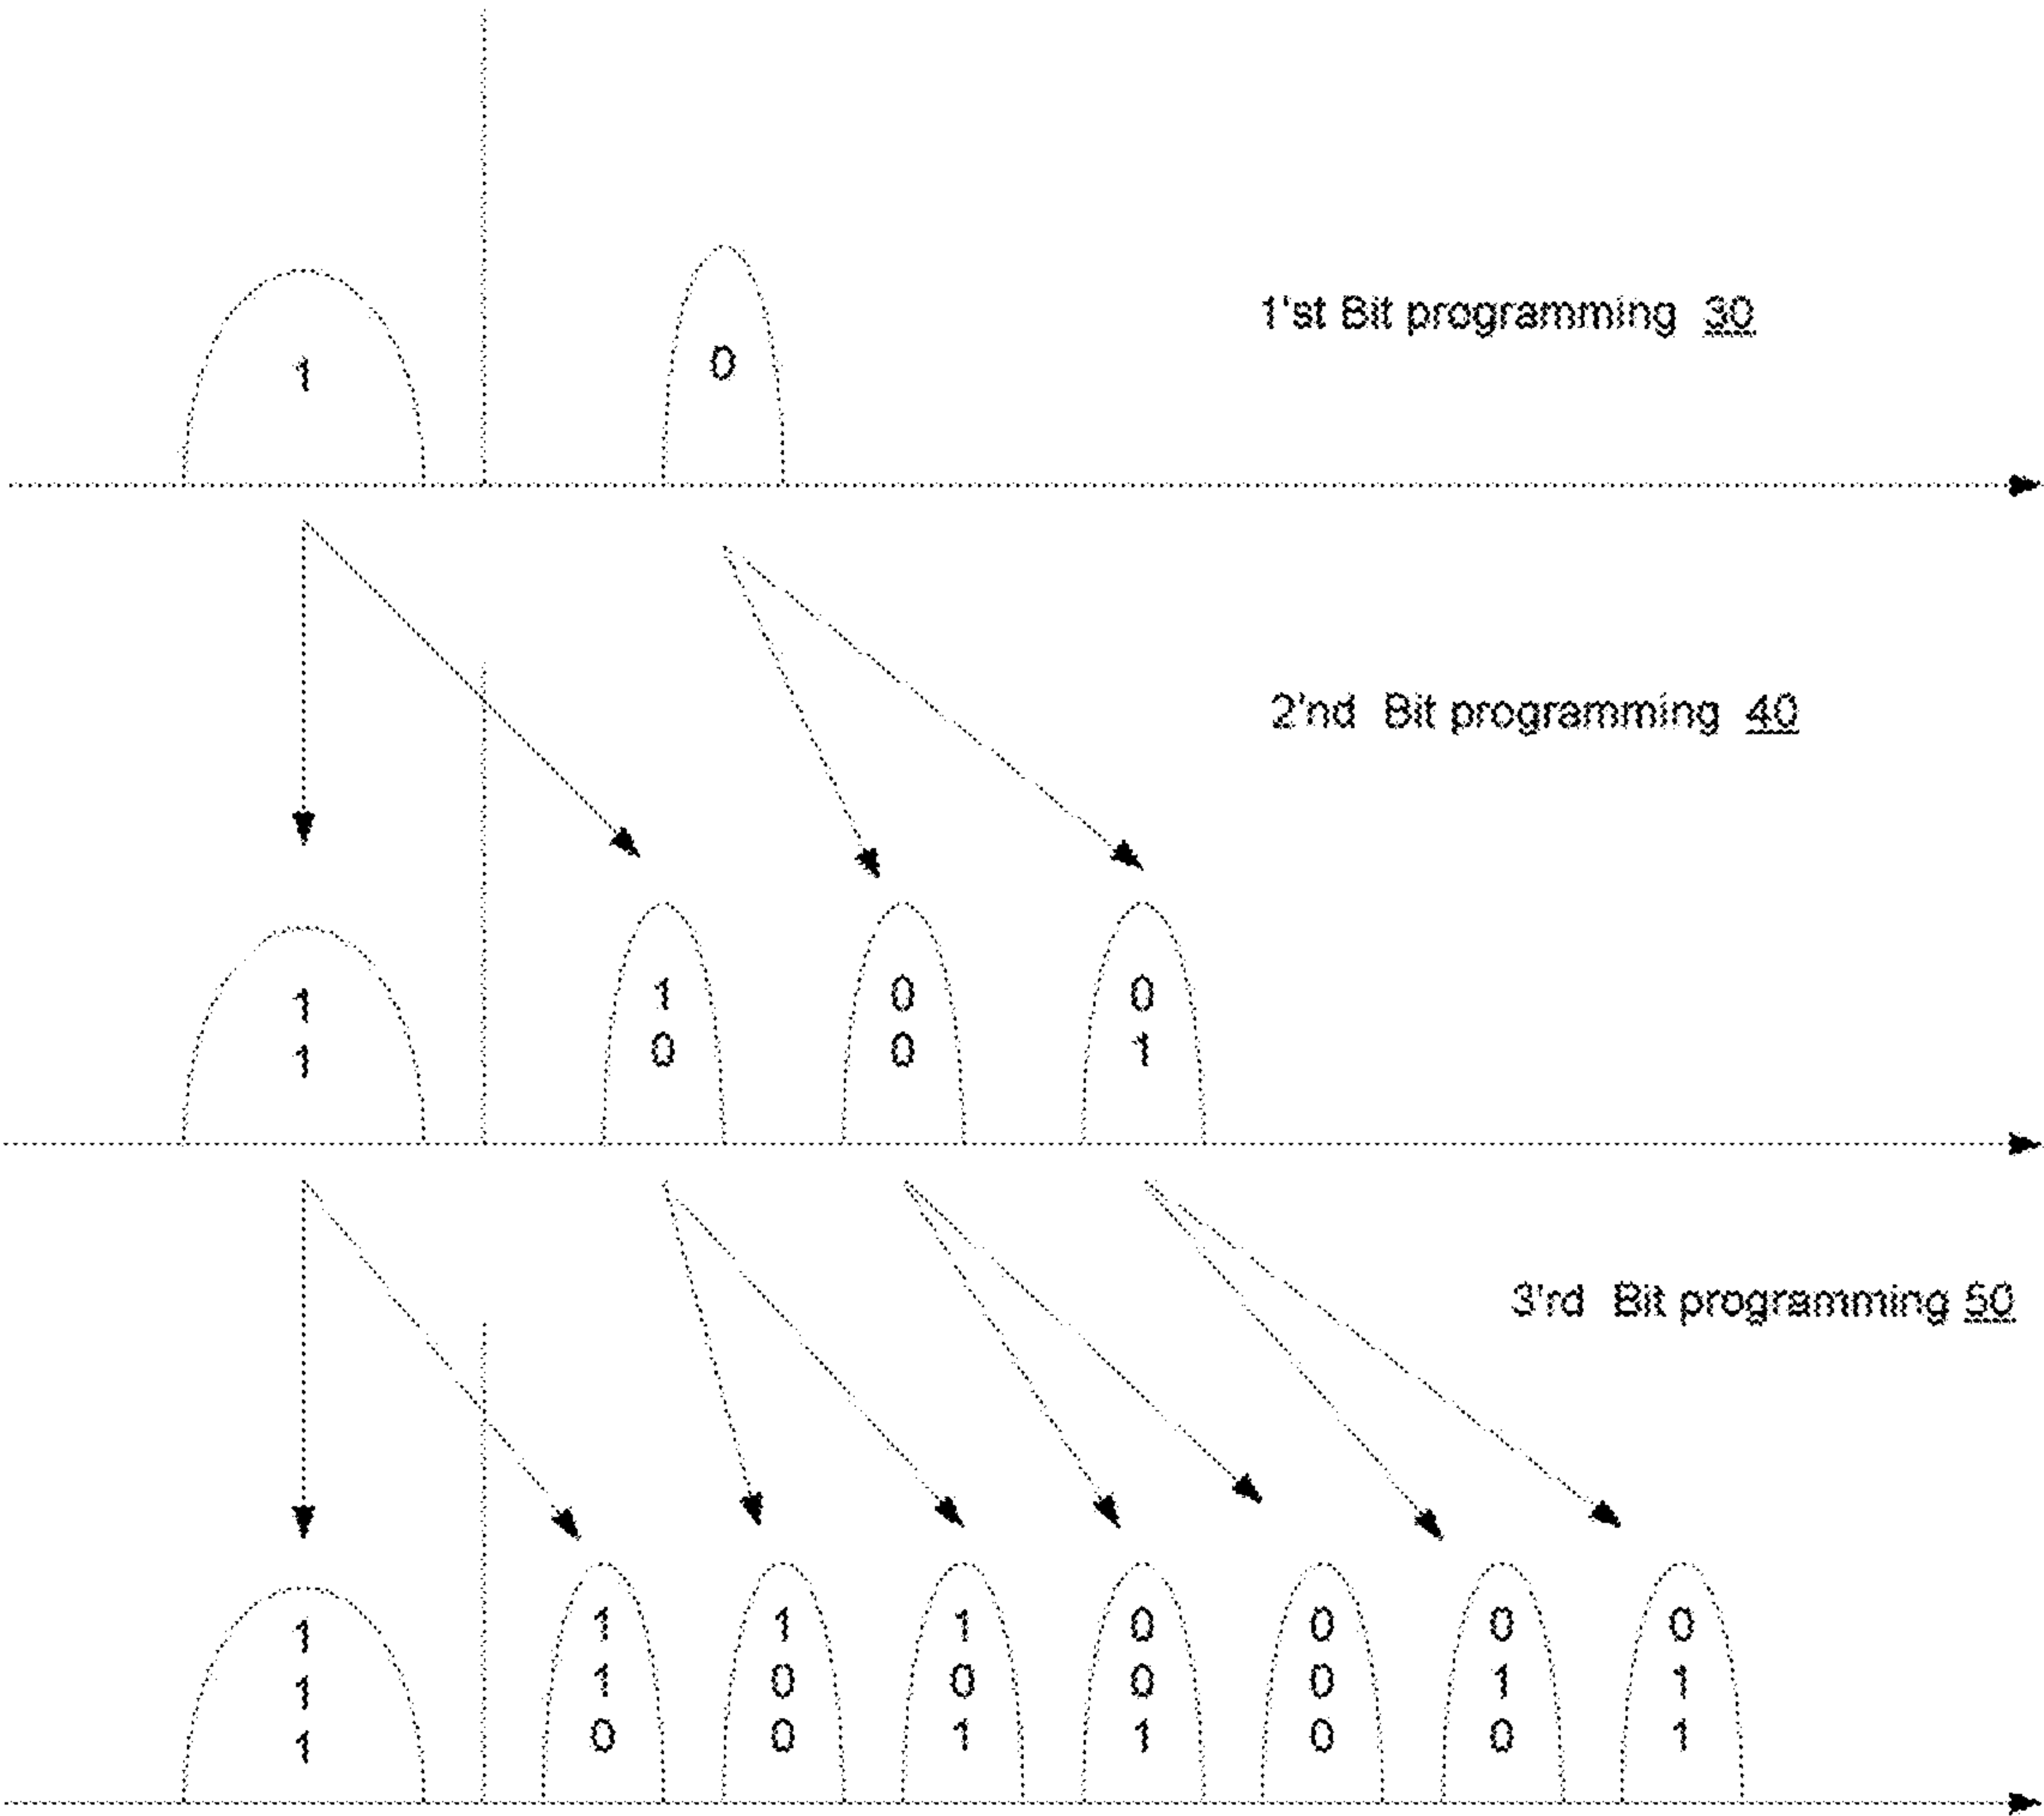 1'st Bit programming 30
1 0
2'nd Bit programming 40
1 1 0 0
1 0 0 1
3'rd Bit programming 50
1 1 1 1 0 0 0 0
1 1 0 0 0 0 1 1
1 0 0 1 1 0 0 1